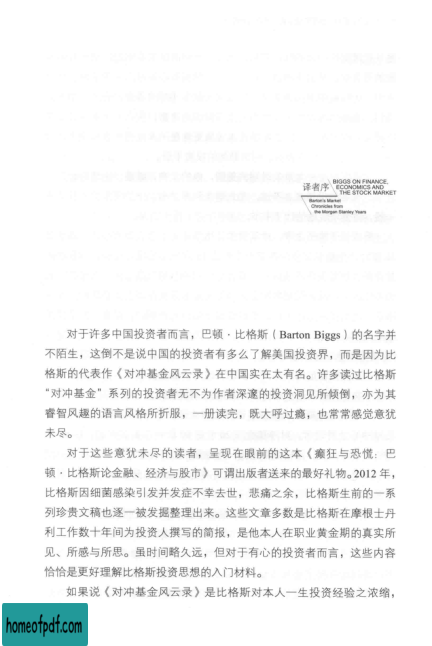 译者序
BIGGS ON FINANCE,
ECONOMICS AND
THE STOCK MARKET
Barton's Market
Chronicles from
the Morgan Stanley Years
对于许多中国投资者而言，巴顿·比格斯（Barton Biggs）的名字并
不陌生，这倒不是说中国的投资者有多么了解美国投资界，而是因为比
格斯的代表作《对冲基金风云录》在中国实在太有名。许多读过比格斯
“对冲基金”系列的投资者无不为作者深邃的投资洞见所倾倒，亦为其
睿智风趣的语言风格所折服，一册读完，既大呼过瘾，也常常感觉意犹
未尽。
对于这些意犹未尽的读者，呈现在眼前的这本《癫狂与恐慌：巴
顿·比格斯论金融、经济与股市》可谓出版者送来的最好礼物。2012 年，
比格斯因细菌感染引发并发症不幸去世，悲痛之余，比格斯生前的一系
列珍贵文稿也逐一被发掘整理出来。这些文章多数是比格斯在摩根士丹
利工作数十年间为投资人撰写的简报，是他本人在职业黄金期的真实所
见、所感与所思。虽时间略久远，但对于有心的投资者而言，这些内容
恰恰是更好理解比格斯投资思想的入门材料。
如果说《对冲基金风云录》是比格斯对本人一生投资经验之浓缩，
homeofpdf.com